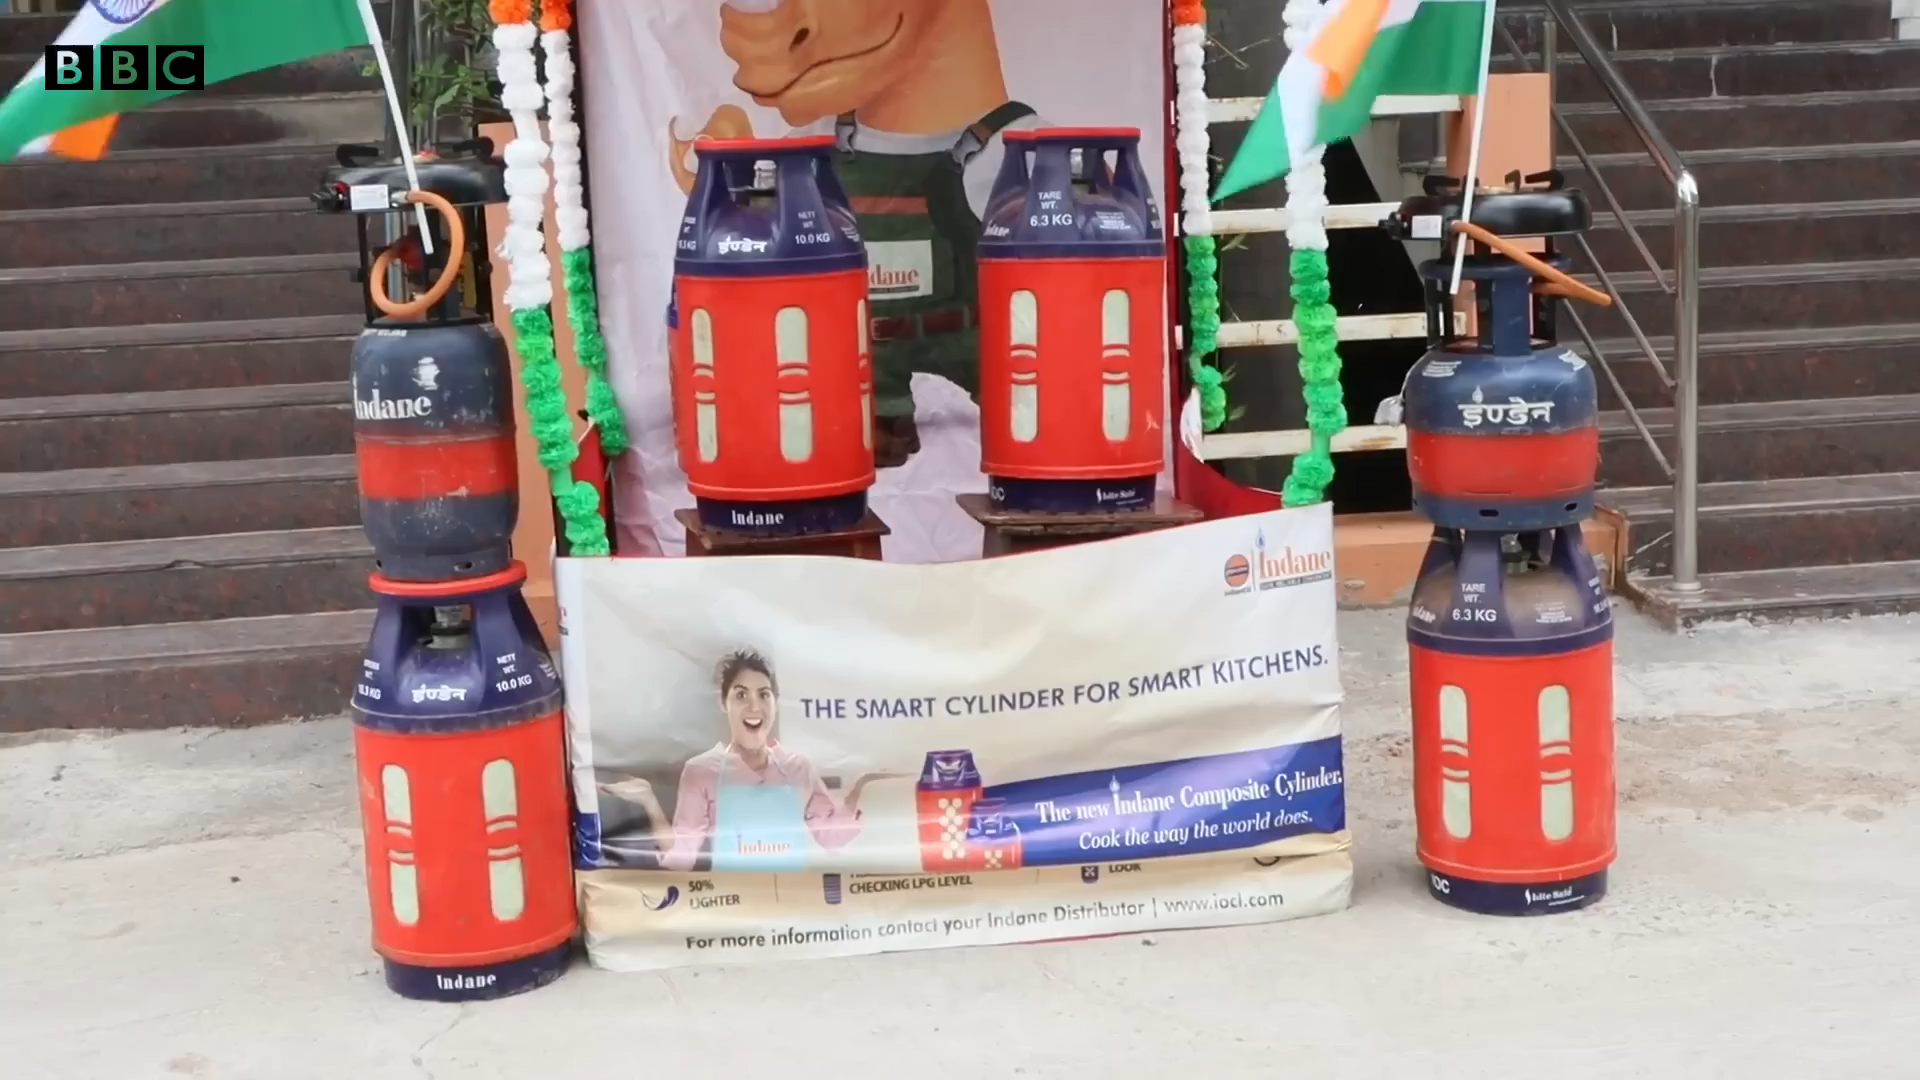 BBC
NETT
WT.
10.0 KG
इंण्डेन
TARE
WT.
6.3 KG
Indane
Indane
इंण्डेन
Indane
IOC
TARE
WT.
6.3 KG
NETT
WT.
10.0 KG
इंण्डेन
Indane
THE SMART CYLINDER FOR SMART KITCHENS.
The new Indane Composite Cylinder.
Cook the way the world does.
Indane
50%
LIGHTER
CHECKING LPG LEVEL
LOOK
For more information contact your Indane Distributor | www.iocl.com
IOC
Indane